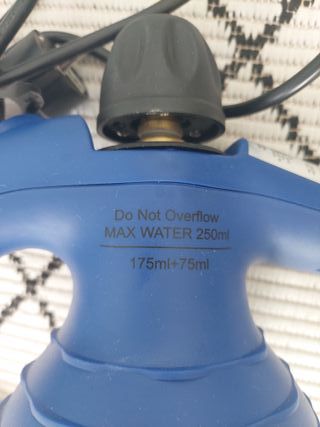 Do Not Overflow
MAX WATER 250ml
175ml+75ml